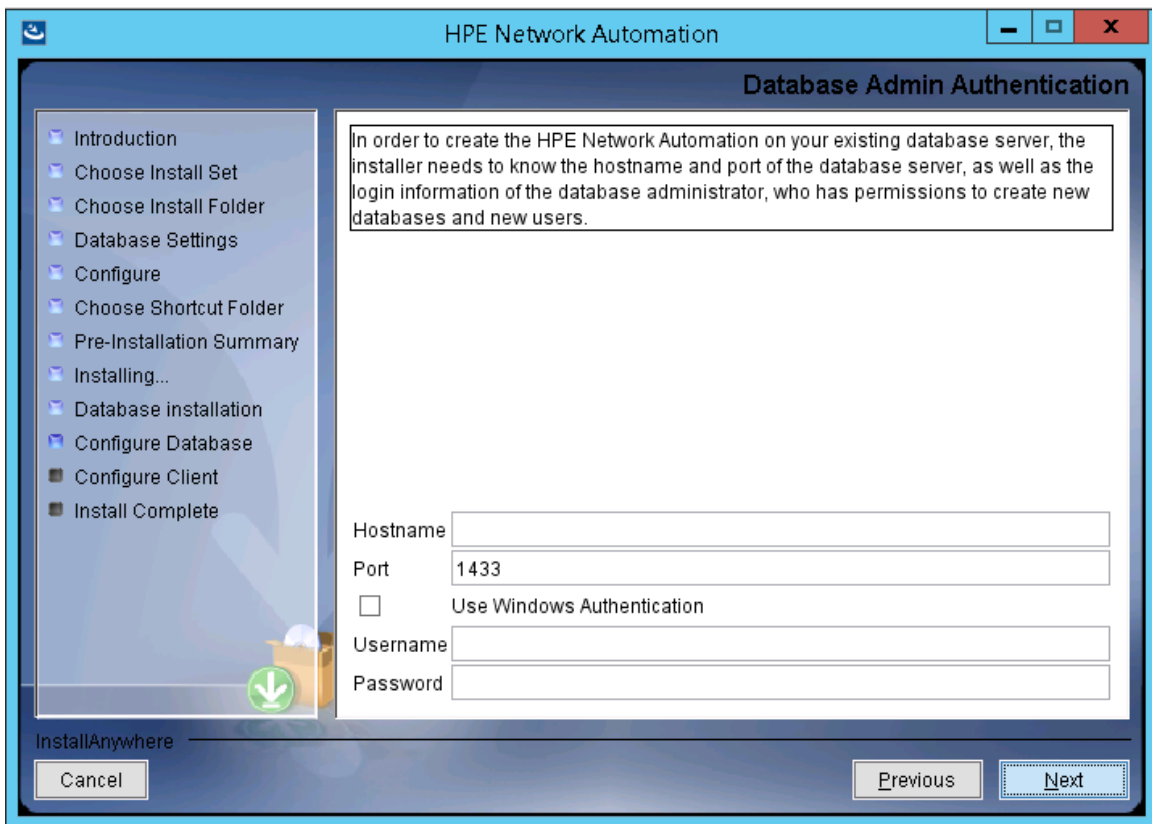 HPE Network Automation
Database Admin Authentication
Introduction
Choose Install Set
Choose Install Folder
Database Settings
Configure
Choose Shortcut Folder
Pre-Installation Summary
Installing...
Database installation
Configure Database
Configure Client
Install Complete
In order to create the HPE Network Automation on your existing database server, the
installer needs to know the hostname and port of the database server, as well as the
login information of the database administrator, who has permissions to create new
databases and new users.
Hostname
Port 1433
Use Windows Authentication
Username
Password
InstallAnywhere
Cancel
Previous
Next